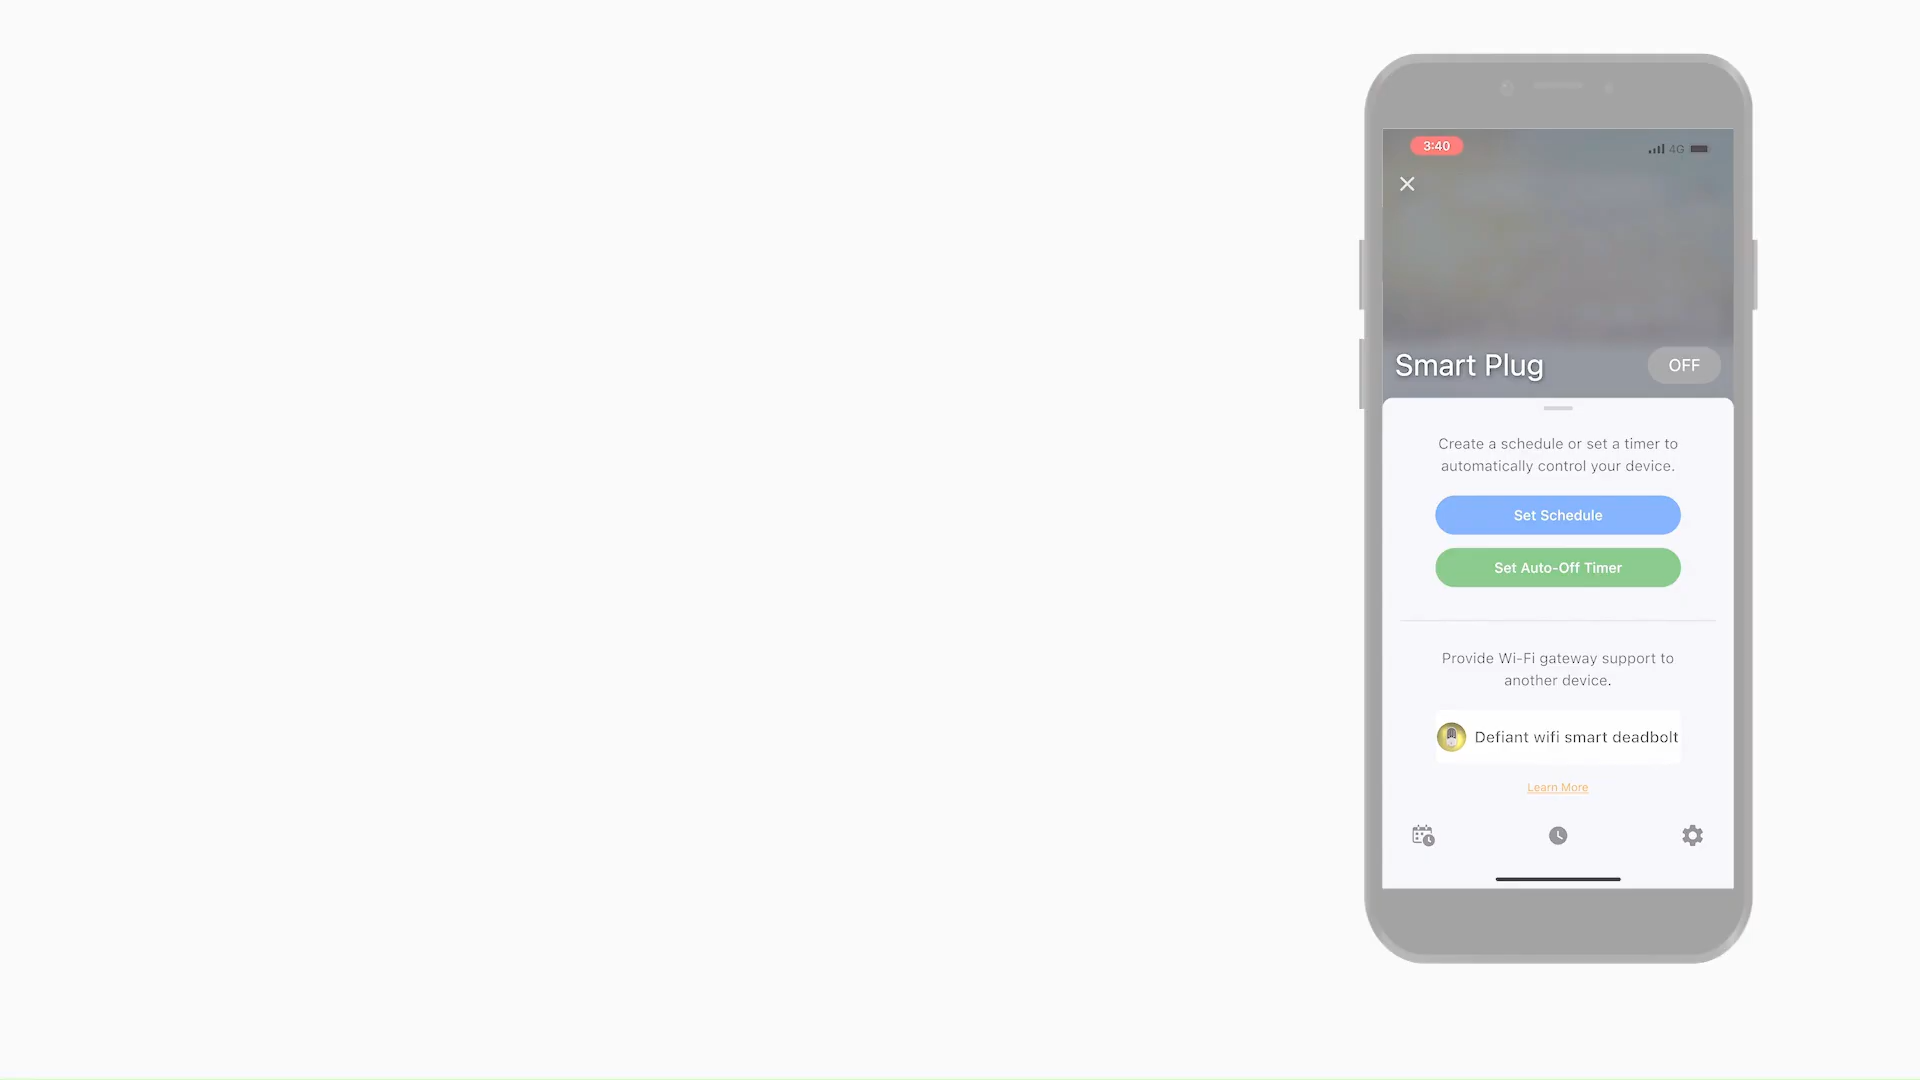 3:40
4G
Smart Plug
OFF
Create a schedule or set a timer to
automatically control your device.
Set Schedule
Set Auto-Off Timer
Provide Wi-Fi gateway support to
another device.
Defiant wifi smart deadbolt
Learn More